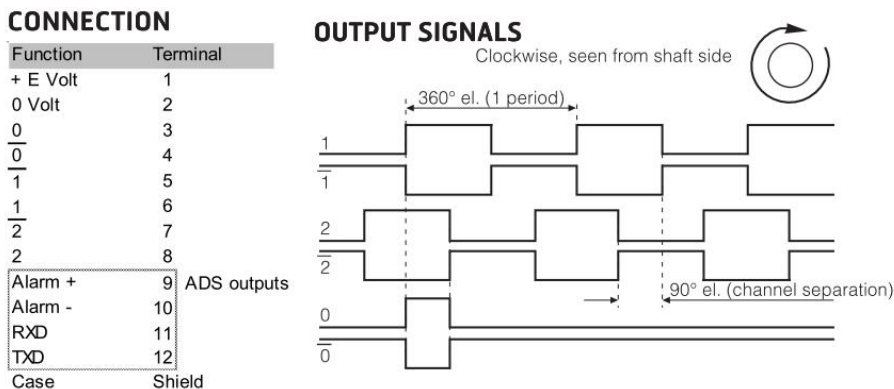 CONNECTION
Function Terminal
+ E Volt 1
0 Volt 2
0 3
0̅ 4
1̅ 5
1 6
2̅ 7
2 8
Alarm + 9 ADS outputs
Alarm - 10
RXD 11
TXD 12
Case Shield
OUTPUT SIGNALS
Clockwise, seen from shaft side
360° el. (1 period)
1
1̅
2
2̅
90° el. (channel separation)
0
0̅